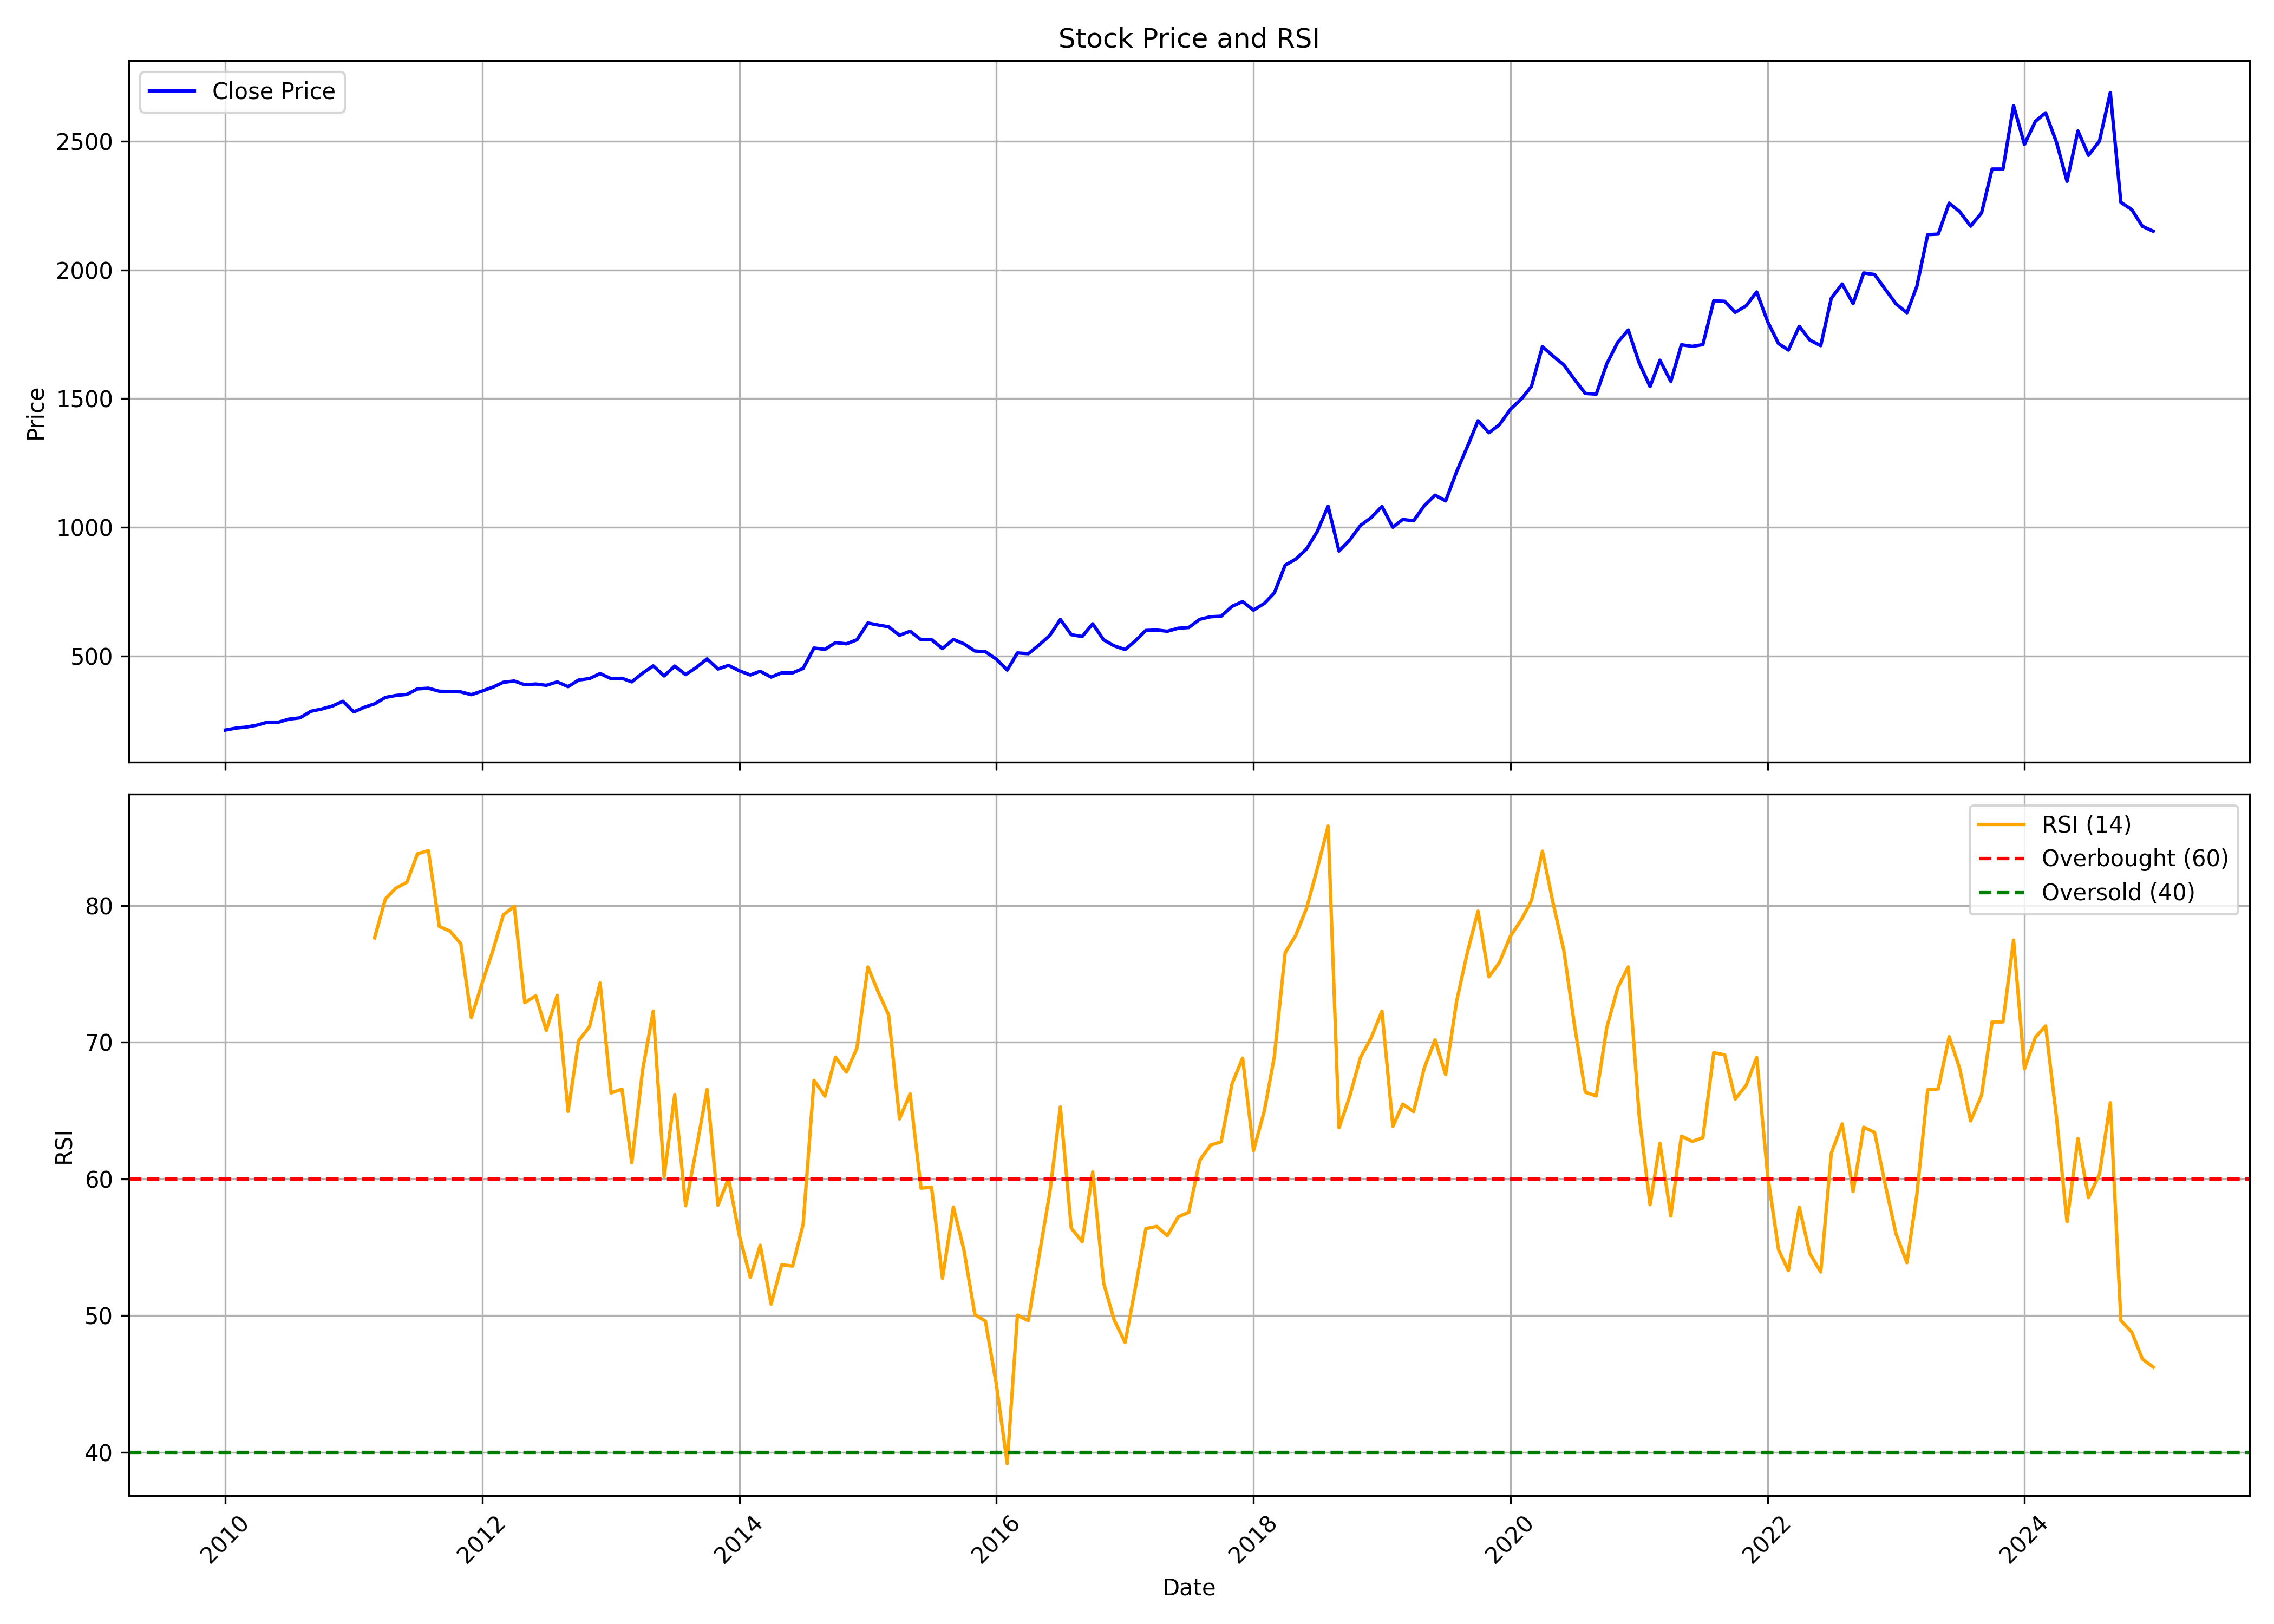 Stock Price and RSI
Close Price
Price
2500
2000
1500
1000
500
RSI (14)
Overbought (60)
Oversold (40)
RSI
80
70
60
50
40
2010
2012
2014
2016
2018
2020
2022
2024
Date